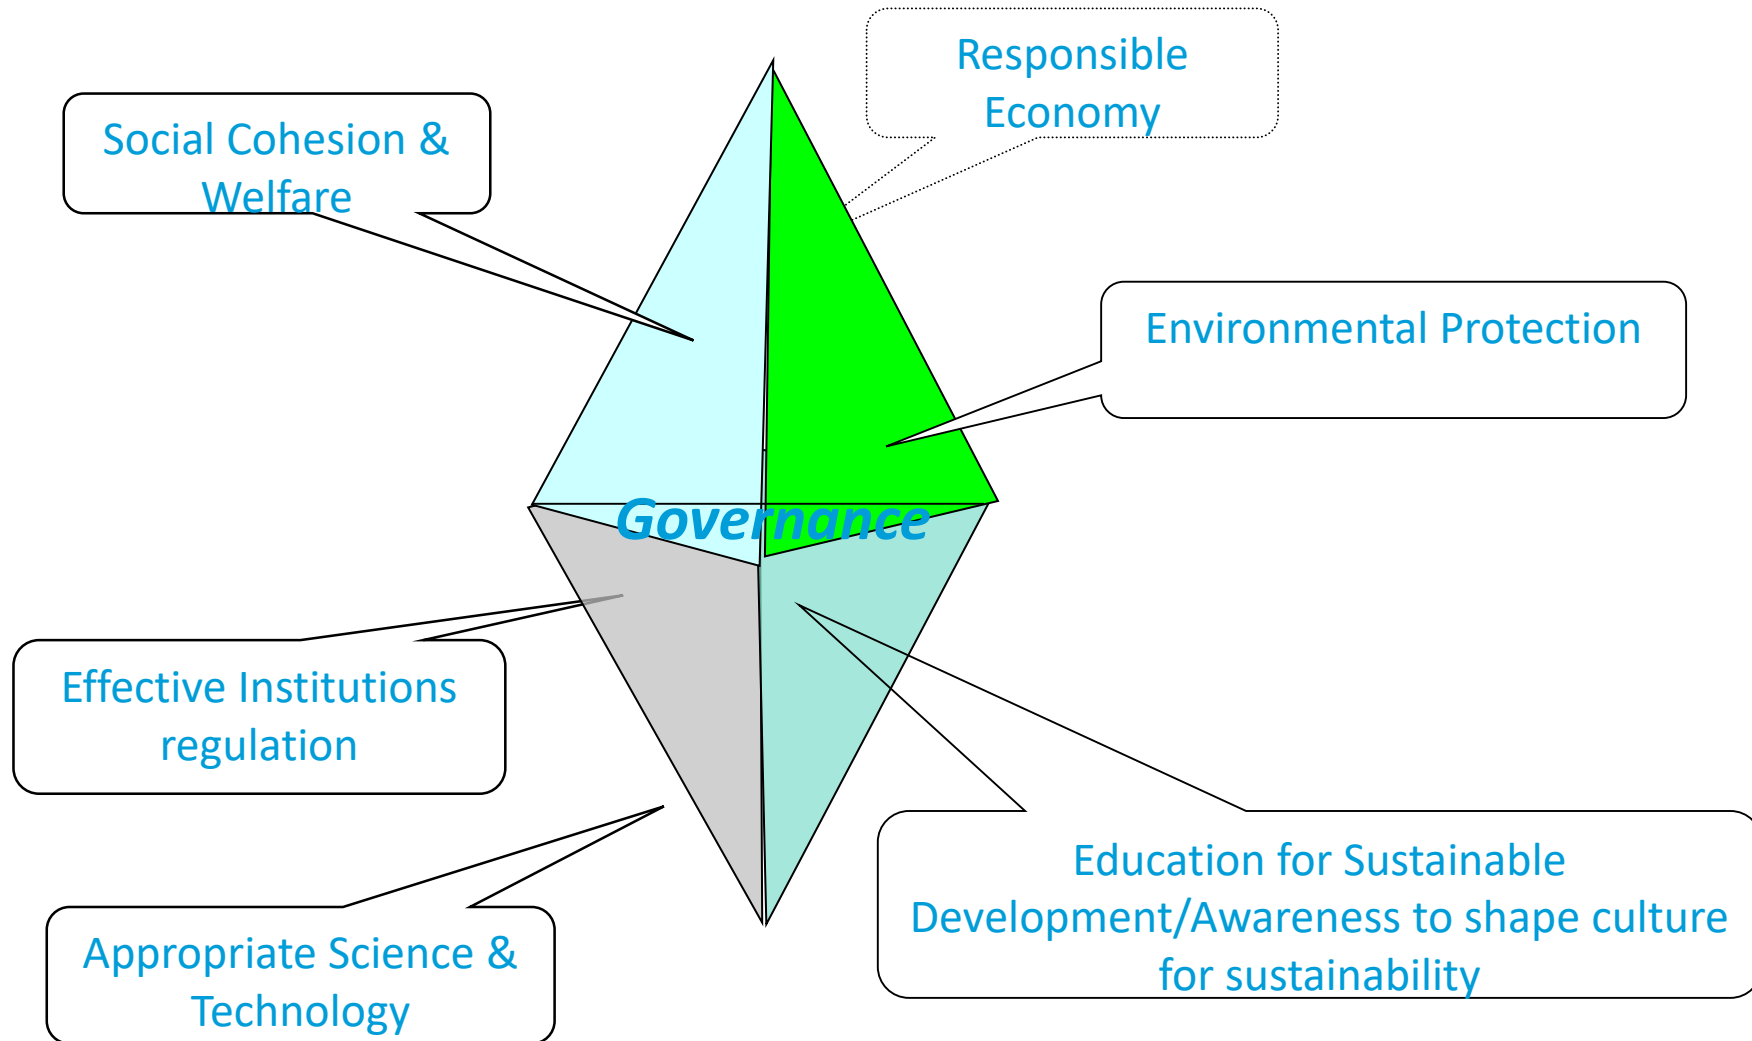 Responsible
Economy
Social Cohesion &
Welfare
Environmental Protection
Governance
Effective Institutions
regulation
Education for Sustainable
Development/Awareness to shape culture
for sustainability
Appropriate Science &
Technology